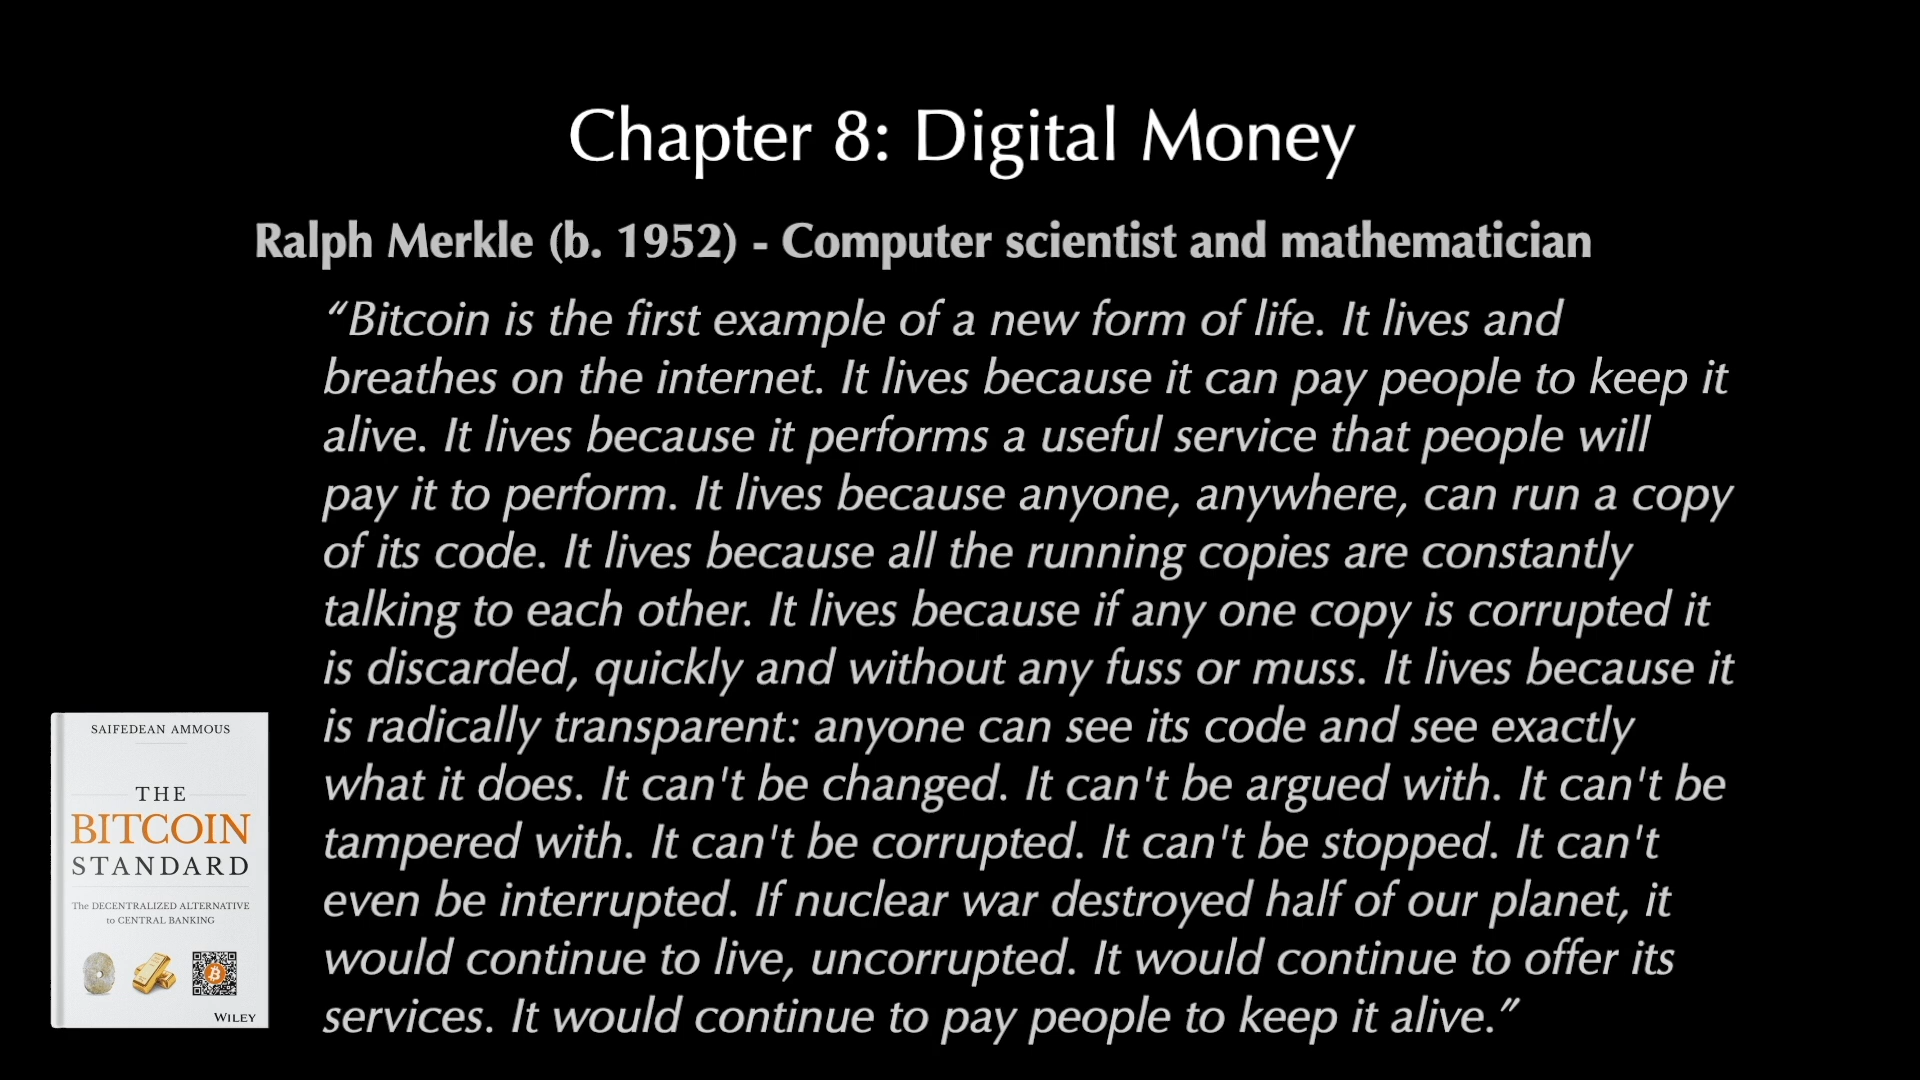 Chapter 8: Digital Money
Ralph Merkle (b. 1952) - Computer scientist and mathematician
“Bitcoin is the first example of a new form of life. It lives and
breathes on the internet. It lives because it can pay people to keep it
alive. It lives because it performs a useful service that people will
pay it to perform. It lives because anyone, anywhere, can run a copy
of its code. It lives because all the running copies are constantly
talking to each other. It lives because if any one copy is corrupted it
is discarded, quickly and without any fuss or muss. It lives because it
is radically transparent: anyone can see its code and see exactly
what it does. It can't be changed. It can't be argued with. It can't be
tampered with. It can't be corrupted. It can't be stopped. It can't
even be interrupted. If nuclear war destroyed half of our planet, it
would continue to live, uncorrupted. It would continue to offer its
services. It would continue to pay people to keep it alive.”
SAIFEDEAN AMMOUS
THE
BITCOIN
STANDARD
The DECENTRALIZED ALTERNATIVE
to CENTRAL BANKING
WILEY